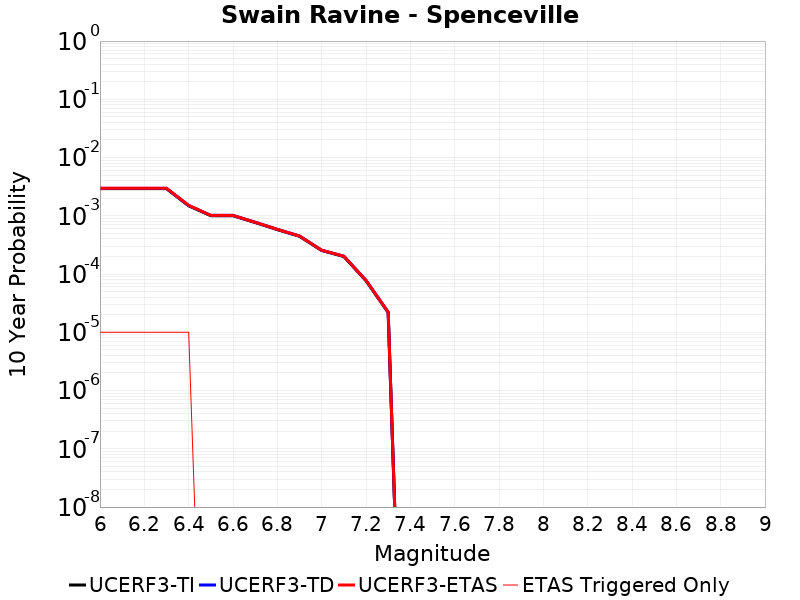 Swain Ravine - Spenceville
10 Year Probability
10^0
10^-1
10^-2
10^-3
10^-4
10^-5
10^-6
10^-7
10^-8
6 6.2 6.4 6.6 6.8 7 7.2 7.4 7.6 7.8 8 8.2 8.4 8.6 8.8 9
Magnitude
UCERF3-TI UCERF3-TD UCERF3-ETAS ETAS Triggered Only